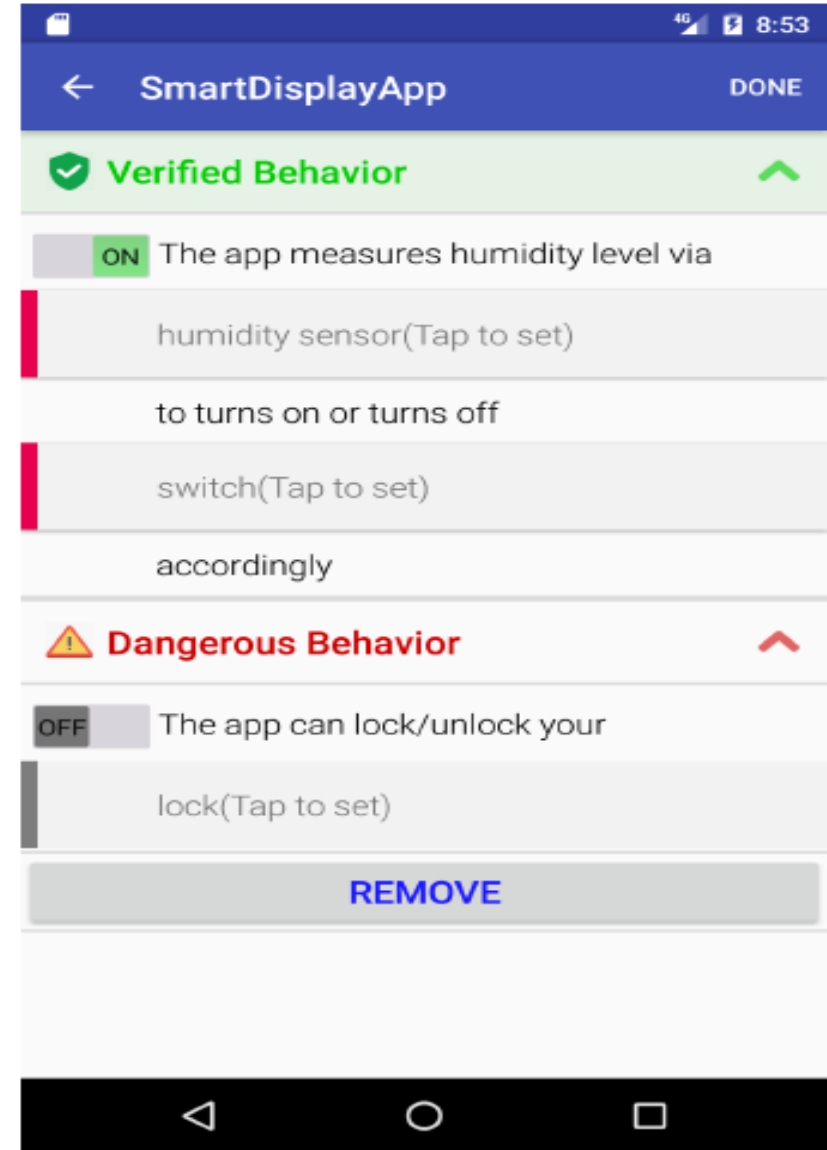 4G 8:53
SmartDisplayApp DONE
Verified Behavior
ON The app measures humidity level via
humidity sensor(Tap to set)
to turns on or turns off
switch(Tap to set)
accordingly
Dangerous Behavior
OFF The app can lock/unlock your
lock(Tap to set)
REMOVE